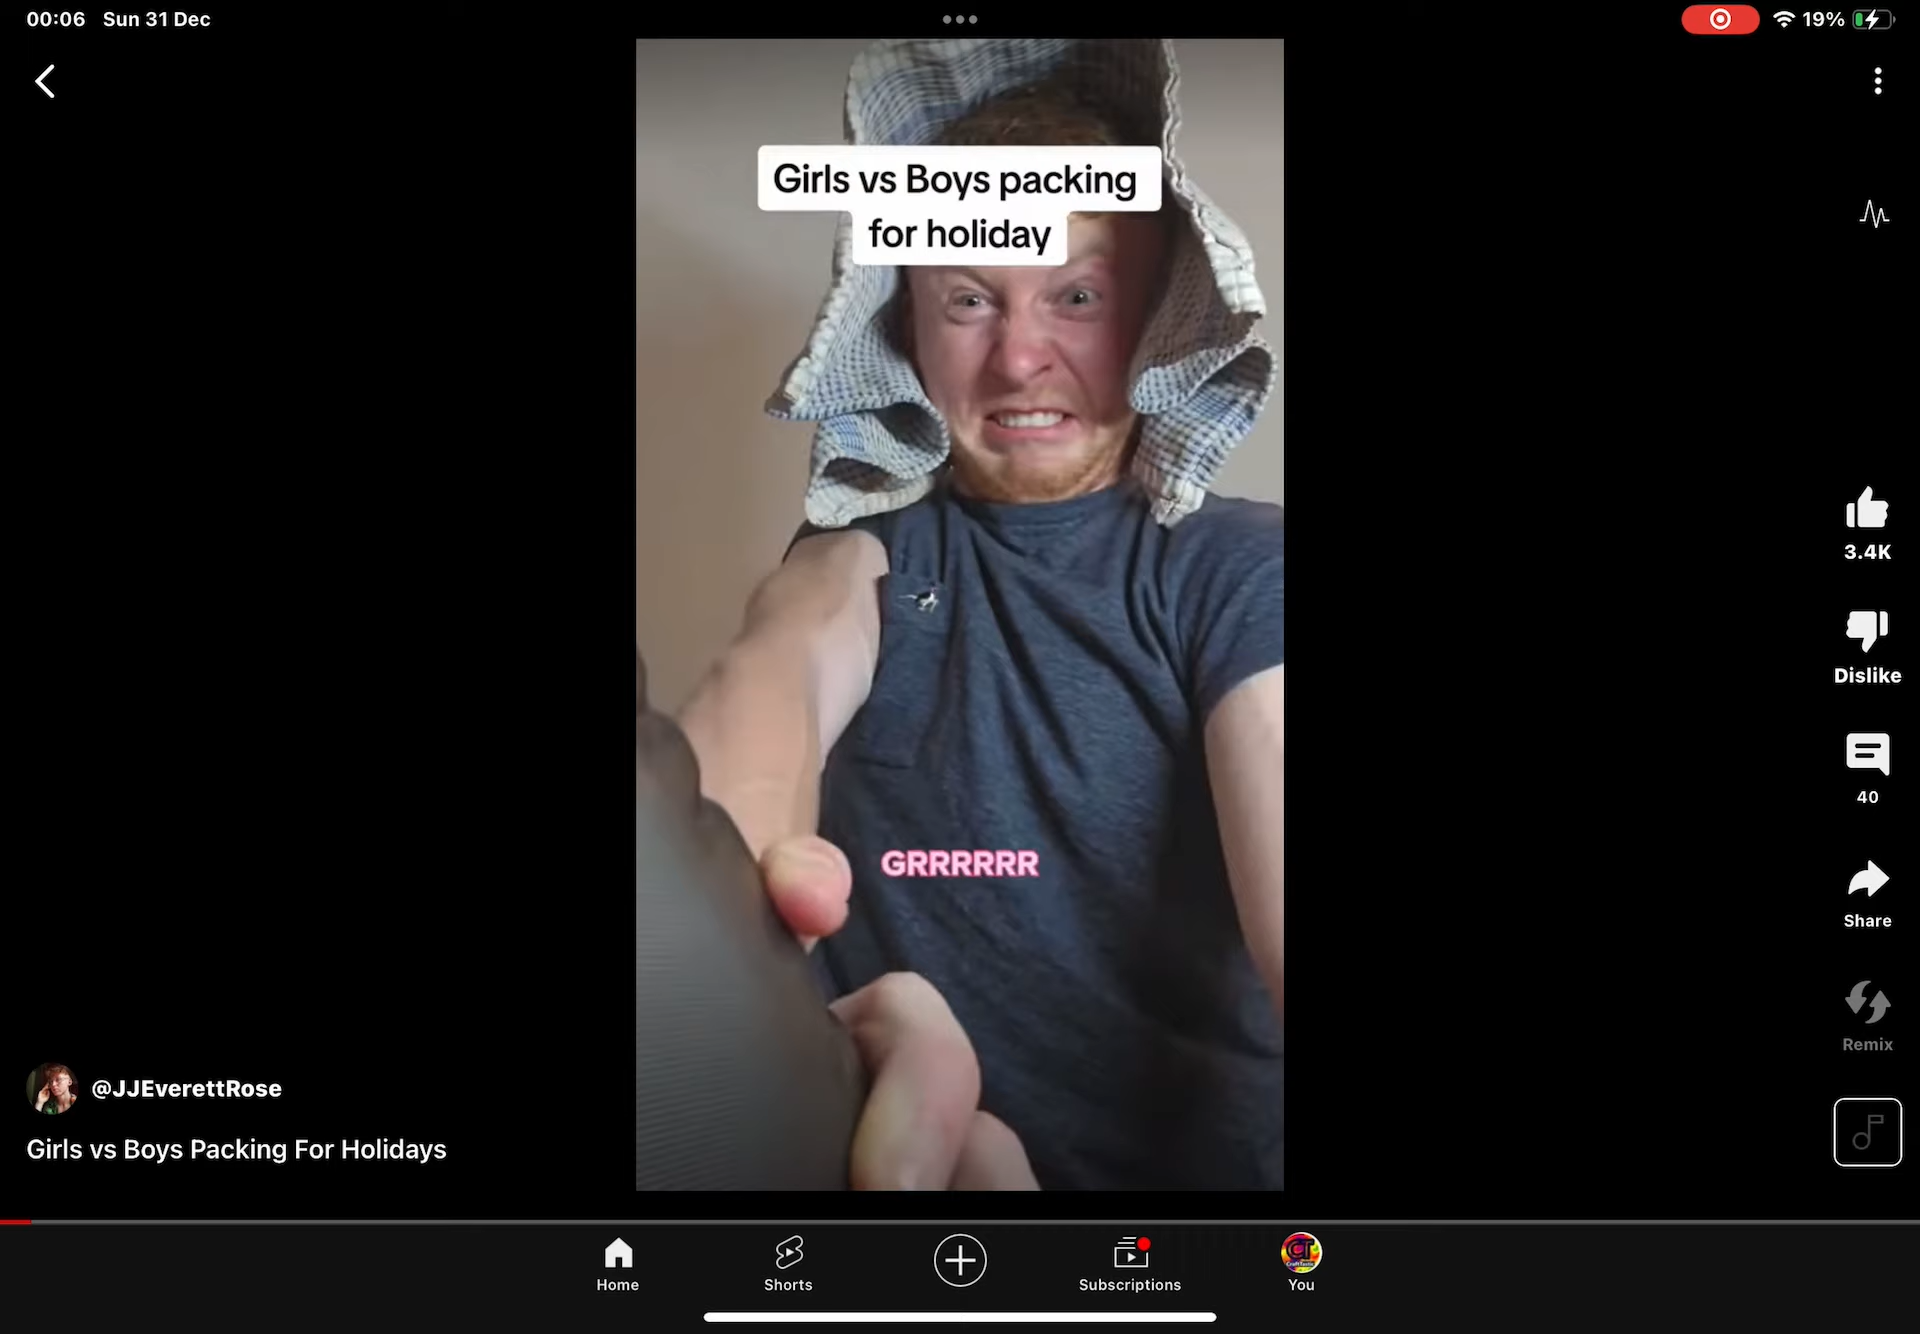 00:06 Sun 31 Dec
19%
Girls vs Boys packing
for holiday
3.4K
Dislike
40
GRRRRRR
Share
Remix
@JJEverettRose
Girls vs Boys Packing For Holidays
Home
Shorts
Subscriptions
You